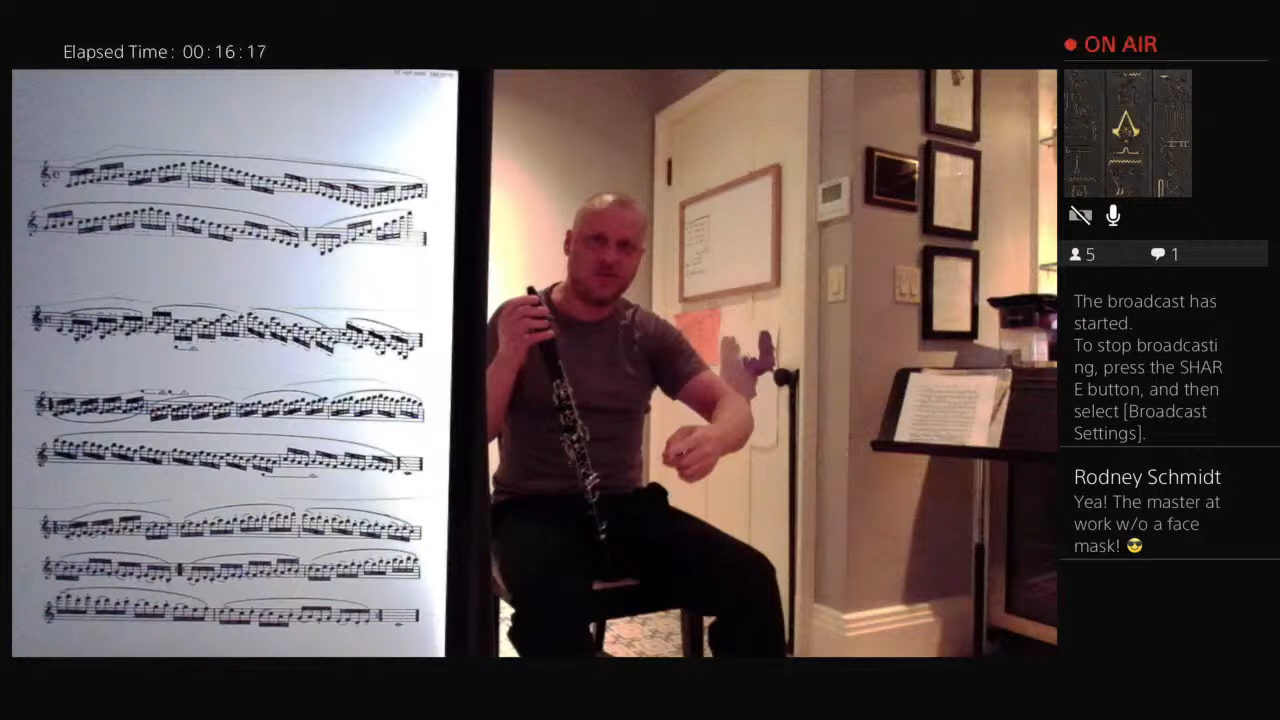 Elapsed Time: 00:16:17
ON AIR
5
1
The broadcast has
started.
To stop broadcasti
ng, press the SHAR
E button, and then
select [Broadcast
Settings].
Rodney Schmidt
Yea! The master at
work w/o a face
mask! 😎